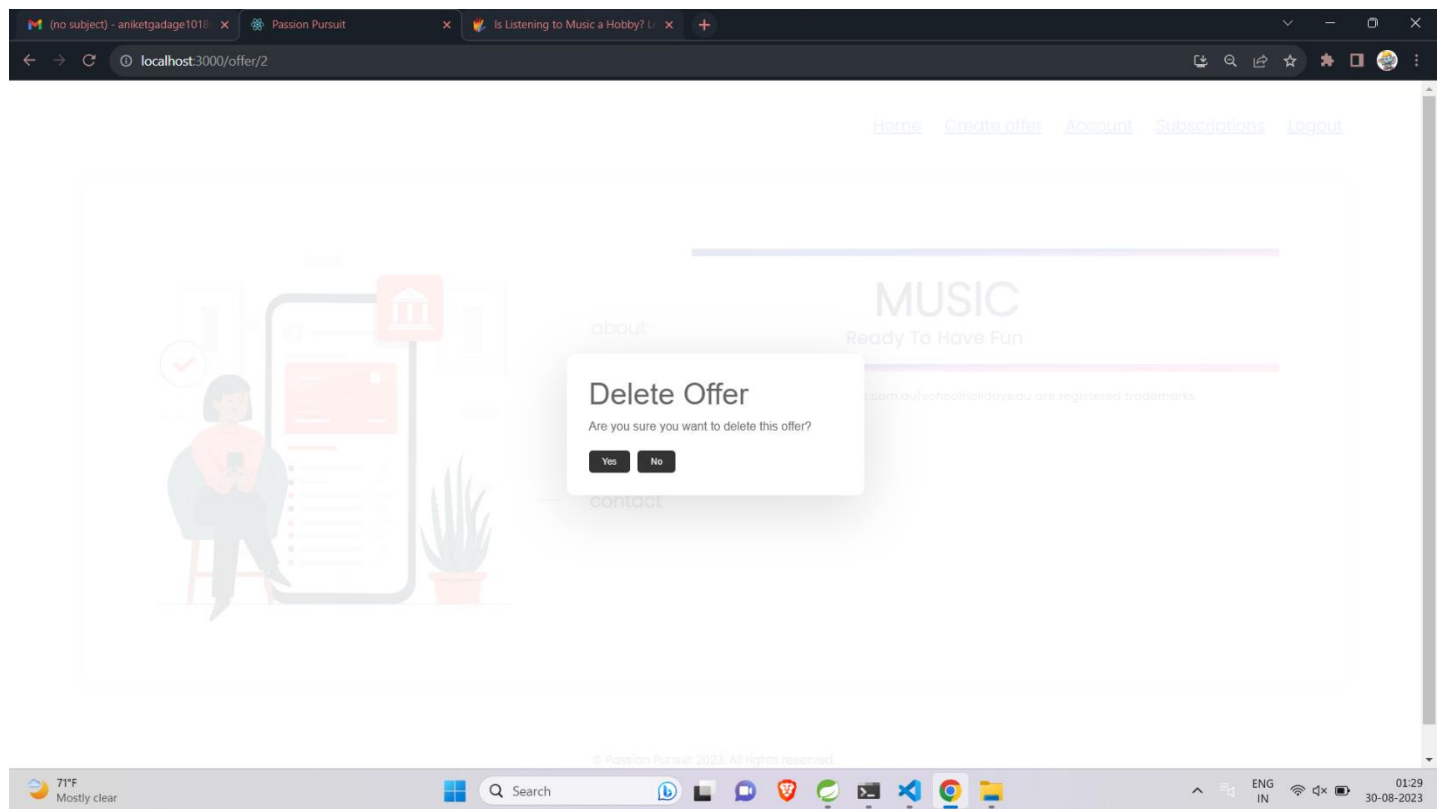 (no subject) - aniketgadage1018
Passion Pursuit
Is Listening to Music a Hobby? L
localhost:3000/offer/2
Home Create offer Account Subscriptions Logout
MUSIC
Ready To Have Fun
about
.com.au/schoolholidays.au are registered trademarks
Delete Offer
Are you sure you want to delete this offer?
Yes No
contact
© Passion Pursuit 2023. All rights reserved.
71°F
Mostly clear
Search
ENG
IN
01:29
30-08-2023